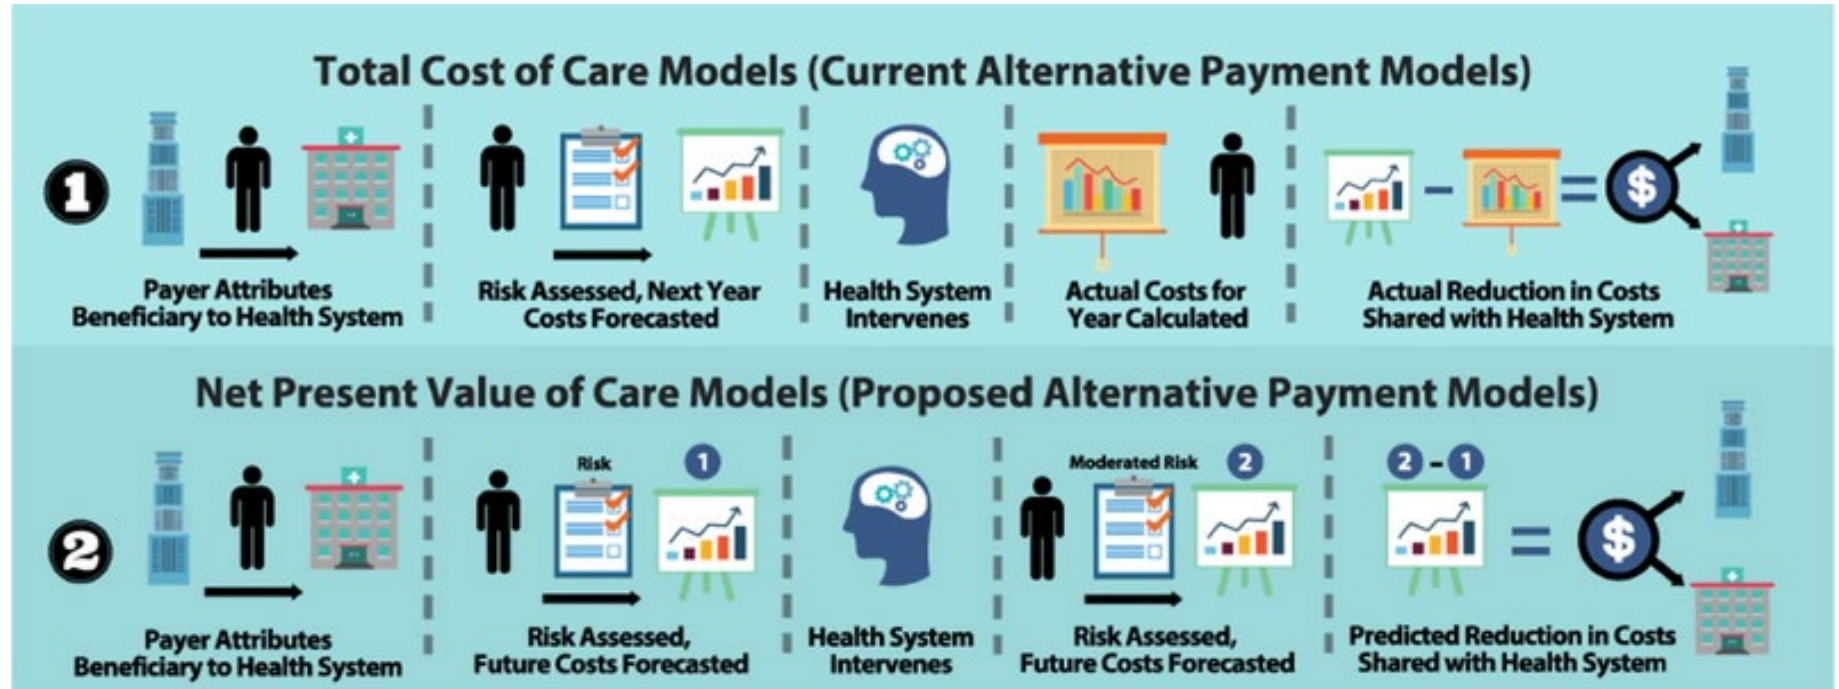 Total Cost of Care Models (Current Alternative Payment Models)
1
Payer Attributes
Beneficiary to Health System
Risk Assessed, Next Year
Costs Forecasted
Health System
Intervenes
Actual Costs for
Year Calculated
$
Actual Reduction in Costs
Shared with Health System
Net Present Value of Care Models (Proposed Alternative Payment Models)
2
Payer Attributes
Beneficiary to Health System
Risk
1
Risk Assessed,
Future Costs Forecasted
Health System
Intervenes
Moderated Risk
2
Risk Assessed,
Future Costs Forecasted
2 - 1
= $
Predicted Reduction in Costs
Shared with Health System